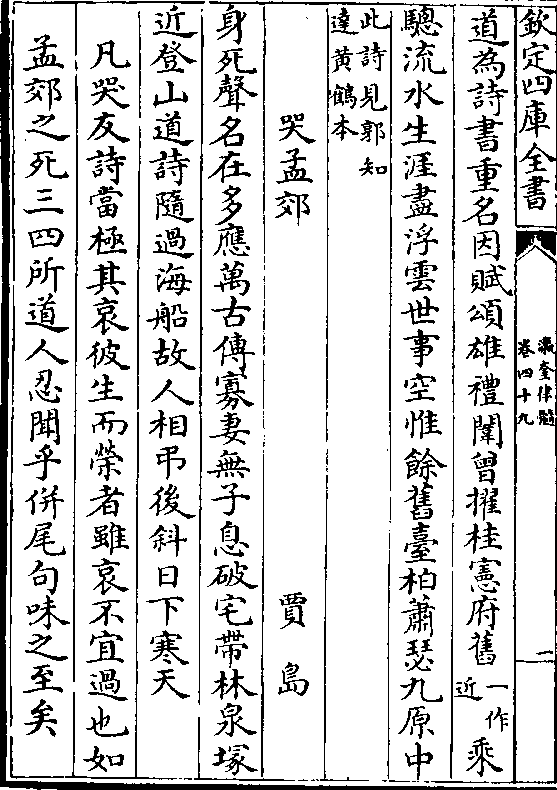 欽定四庫全書
瀛奎律髓
卷四十九
二
道為詩書重名因賦頌雄禮闈曾擢桂憲府舊
一作
近
乘
驄流水生涯盡浮雲世事空惟餘舊臺柏蕭瑟九原中
此詩見郭知
達黃鶴本
哭孟郊 賈島
身死聲名在多應萬古傳寡妻無子息破宅帶林泉塚
近登山道詩隨過海船故人相弔後斜日下寒天
凡哭友詩當極其哀彼生而榮者雖哀不宜過也如
孟郊之死三四所道人忍聞乎併尾句味之至矣